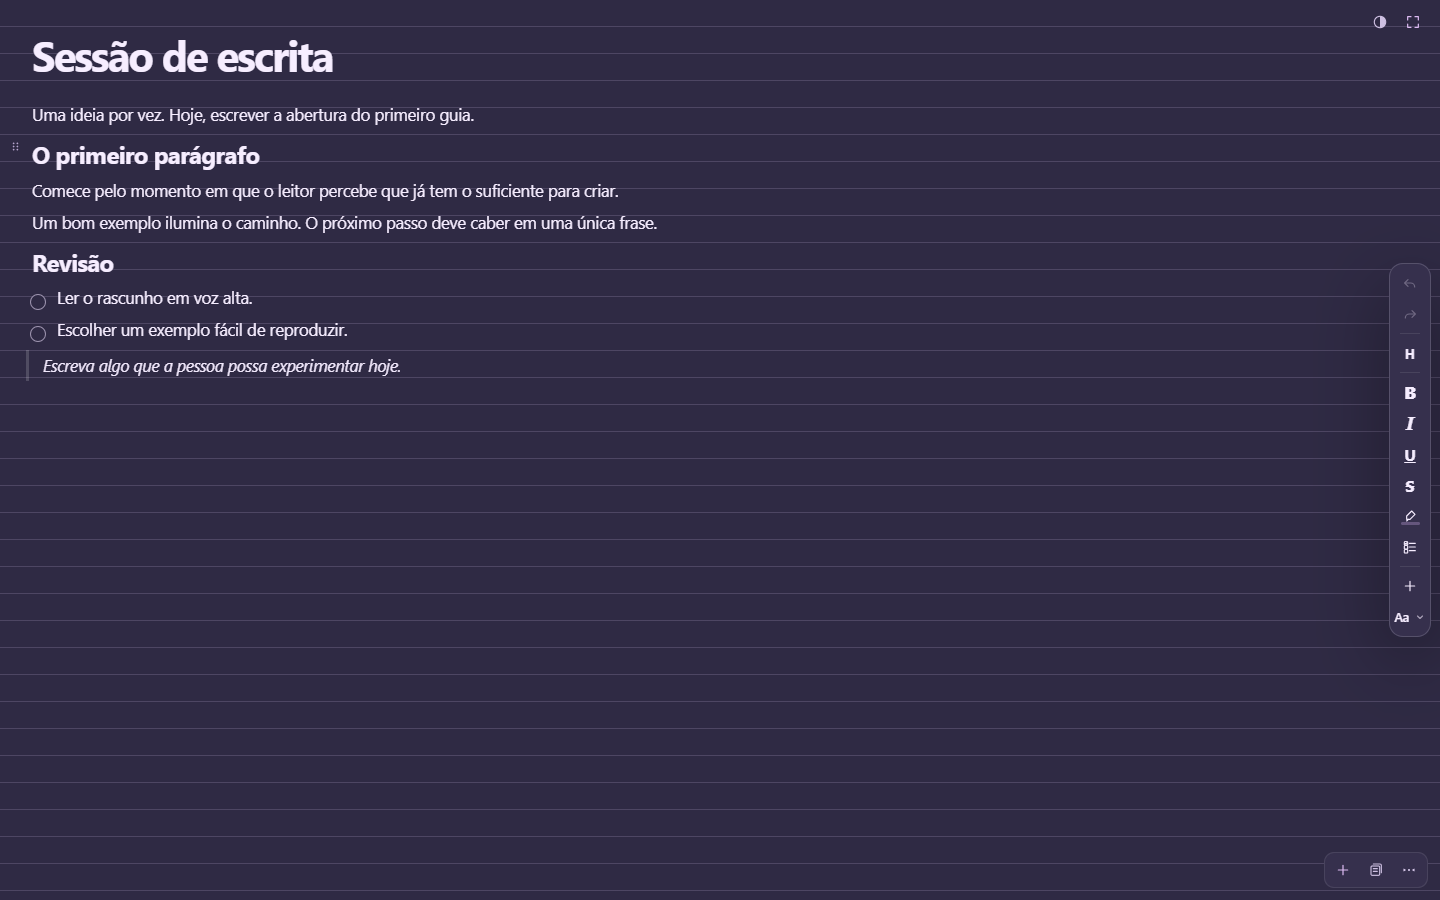 Sessão de escrita
Uma ideia por vez. Hoje, escrever a abertura do primeiro guia.
O primeiro parágrafo
Comece pelo momento em que o leitor percebe que já tem o suficiente para criar.
Um bom exemplo ilumina o caminho. O próximo passo deve caber em uma única frase.
Revisão
Ler o rascunho em voz alta.
Escolher um exemplo fácil de reproduzir.
Escreva algo que a pessoa possa experimentar hoje.
H
B
I
U
S
Aa